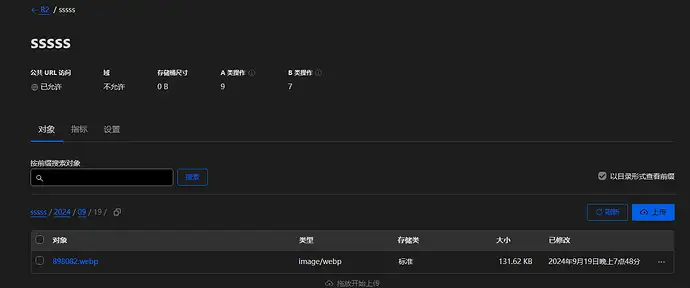 ← R2 / sssss
sssss
公共 URL 访问 域 存储桶尺寸 A 类操作 B 类操作
已允许 不允许 0 B 9 7
对象 指标 设置
按前缀搜索对象
搜索 以目录形式查看前缀
sssss / 2024 / 09 / 19 / 刷新 上传
对象 类型 存储类 大小 已修改
898082.webp image/webp 标准 131.62 KB 2024年9月19日晚上7点48分 ...
拖放开始上传